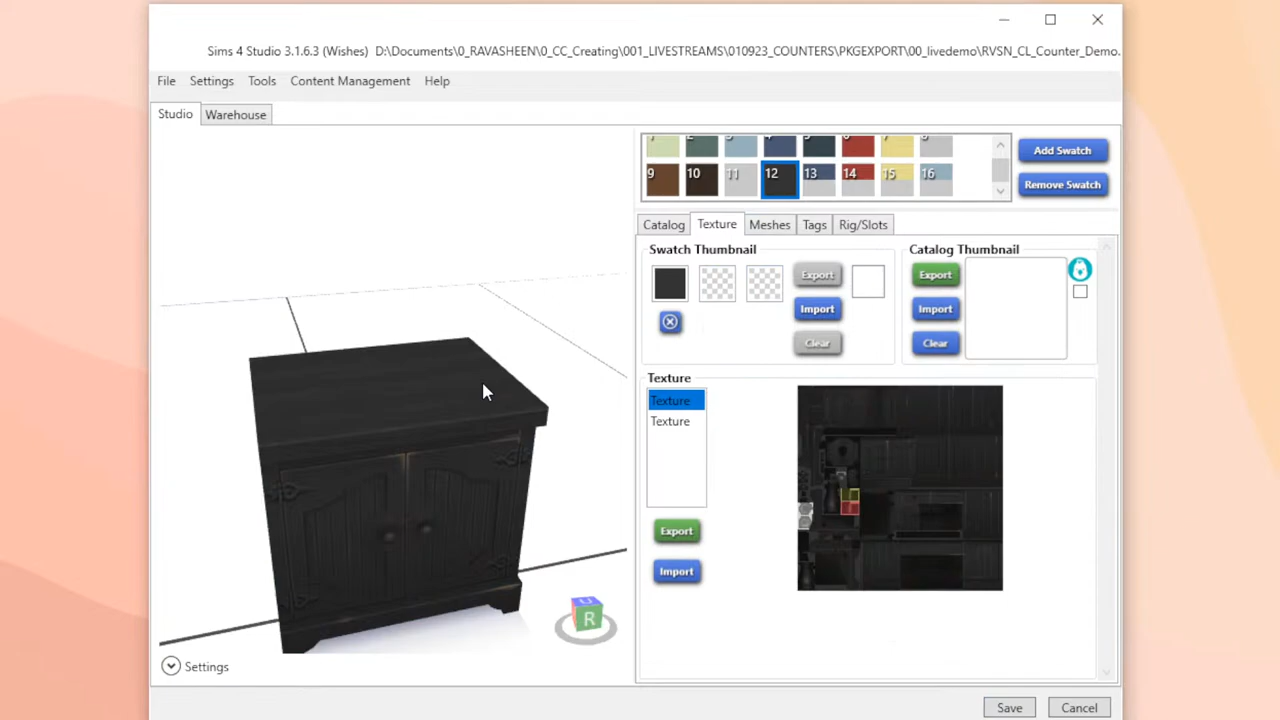 Sims 4 Studio 3.1.6.3 (Wishes) D:\Documents\0_RAVASHEEN\0_CC_Creating\001_LIVESTREAMS\010923_COUNTERS\PKGEXPORT\00_livedemo\RVSN_CL_Counter_Demo.
File Settings Tools Content Management Help
Studio Warehouse
9 10 11 12 13 14 15 16
Add Swatch
Remove Swatch
Catalog Texture Meshes Tags Rig/Slots
Swatch Thumbnail
Export
Import
Clear
Catalog Thumbnail
Export
Import
Clear
Texture
Texture
Texture
Export
Import
R
Settings
Save Cancel